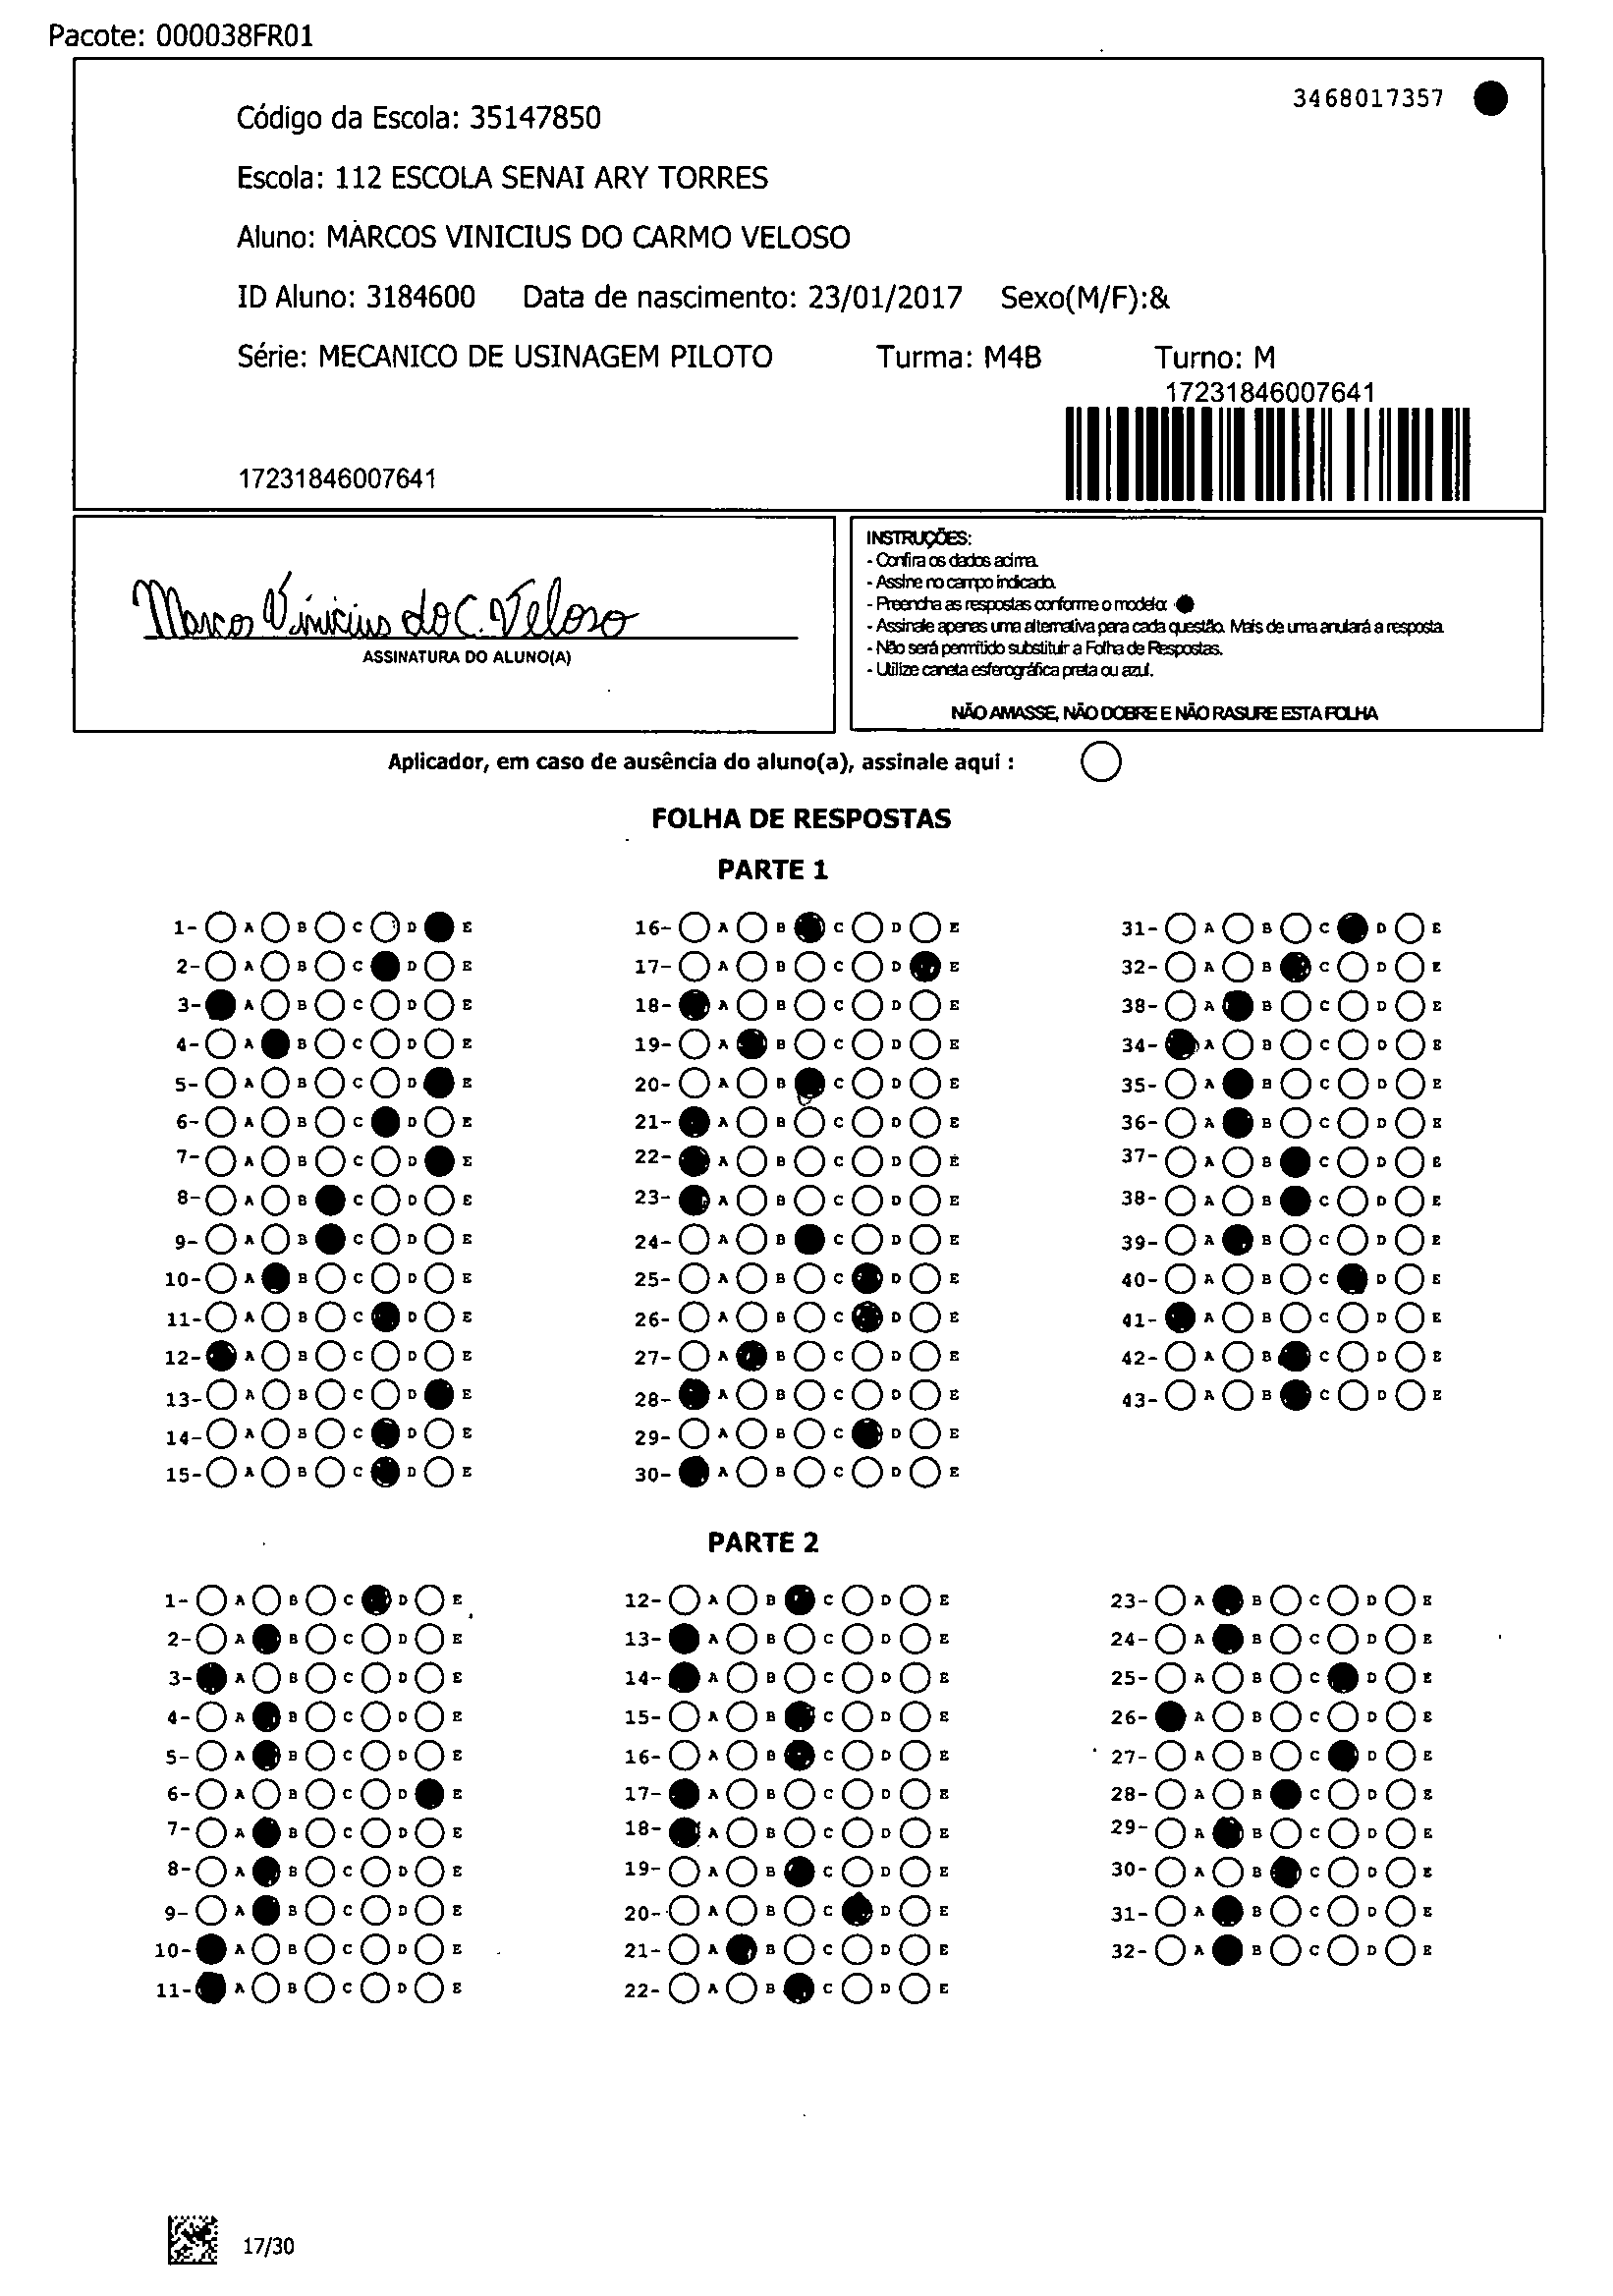 Pacote: 000038FR01
3468017357
Código da Escola: 35147850
Escola: 112 ESCOLA SENAI ARY TORRES
Aluno: MARCOS VINICIUS DO CARMO VELOSO
ID Aluno: 3184600 Data de nascimento: 23/01/2017 Sexo(M/F):&
Série: MECANICO DE USINAGEM PILOTO Turma: M4B Turno: M
17231846007641
17231846007641
Marcos Vinicius do C. Veloso
ASSINATURA DO ALUNO(A)
INSTRUÇÕES:
- Confira os dados acima.
- Assine no campo indicado.
- Preencha as respostas conforme o modelo:
- Assinale apenas uma alternativa para cada questão. Mais de uma anulará a resposta.
- Não será permitido substituir a Folha de Respostas.
- Utilize caneta esferográfica preta ou azul.
NÃO AMASSE, NÃO DOBRE E NÃO RASURE ESTA FOLHA
Aplicador, em caso de ausência do aluno(a), assinale aqui :
FOLHA DE RESPOSTAS
PARTE 1
1- A B C D E 16- A B C D E 31- A B C D E
2- A B C D E 17- A B C D E 32- A B C D E
3- A B C D E 18- A B C D E 38- A B C D E
4- A B C D E 19- A B C D E 34- A B C D E
5- A B C D E 20- A B C D E 35- A B C D E
6- A B C D E 21- A B C D E 36- A B C D E
7- A B C D E 22- A B C D E 37- A B C D E
8- A B C D E 23- A B C D E 38- A B C D E
9- A B C D E 24- A B C D E 39- A B C D E
10- A B C D E 25- A B C D E 40- A B C D E
11- A B C D E 26- A B C D E 41- A B C D E
12- A B C D E 27- A B C D E 42- A B C D E
13- A B C D E 28- A B C D E 43- A B C D E
14- A B C D E 29- A B C D E
15- A B C D E 30- A B C D E
PARTE 2
1- A B C D E 12- A B C D E 23- A B C D E
2- A B C D E 13- A B C D E 24- A B C D E
3- A B C D E 14- A B C D E 25- A B C D E
4- A B C D E 15- A B C D E 26- A B C D E
5- A B C D E 16- A B C D E 27- A B C D E
6- A B C D E 17- A B C D E 28- A B C D E
7- A B C D E 18- A B C D E 29- A B C D E
8- A B C D E 19- A B C D E 30- A B C D E
9- A B C D E 20- A B C D E 31- A B C D E
10- A B C D E 21- A B C D E 32- A B C D E
11- A B C D E 22- A B C D E
17/30